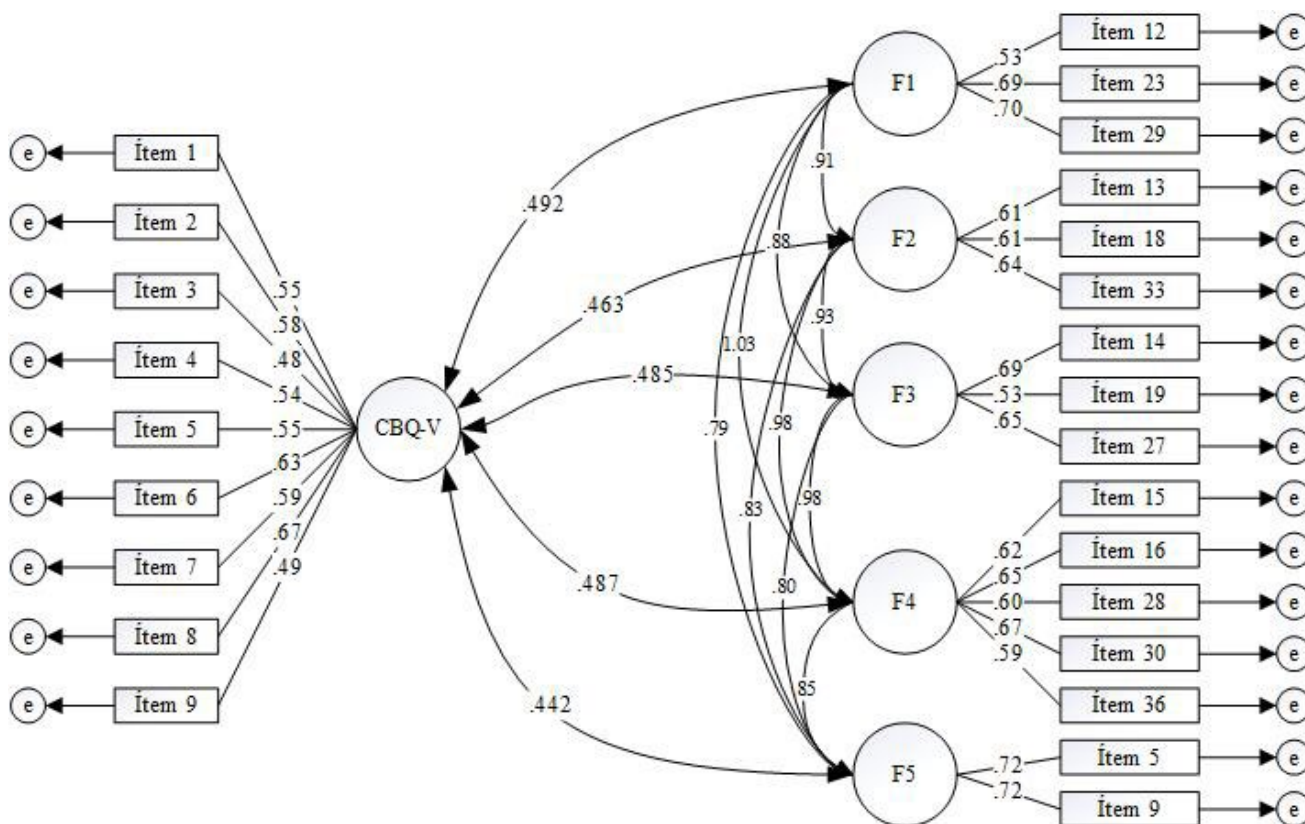 e Ítem 1
e Ítem 2
e Ítem 3
e Ítem 4
e Ítem 5
e Ítem 6
e Ítem 7
e Ítem 8
e Ítem 9
.55
.58
.48
.54
.55
.63
.59
.67
.49
CBQ-V
.492
.463
.485
.487
.442
.91
.88
1.03
.79
.93
.98
.83
.98
.80
.85
F1
.53 Ítem 12 e
.69 Ítem 23 e
.70 Ítem 29 e
F2
.61 Ítem 13 e
.61 Ítem 18 e
.64 Ítem 33 e
F3
.69 Ítem 14 e
.53 Ítem 19 e
.65 Ítem 27 e
F4
.62 Ítem 15 e
.65 Ítem 16 e
.60 Ítem 28 e
.67 Ítem 30 e
.59 Ítem 36 e
F5
.72 Ítem 5 e
.72 Ítem 9 e